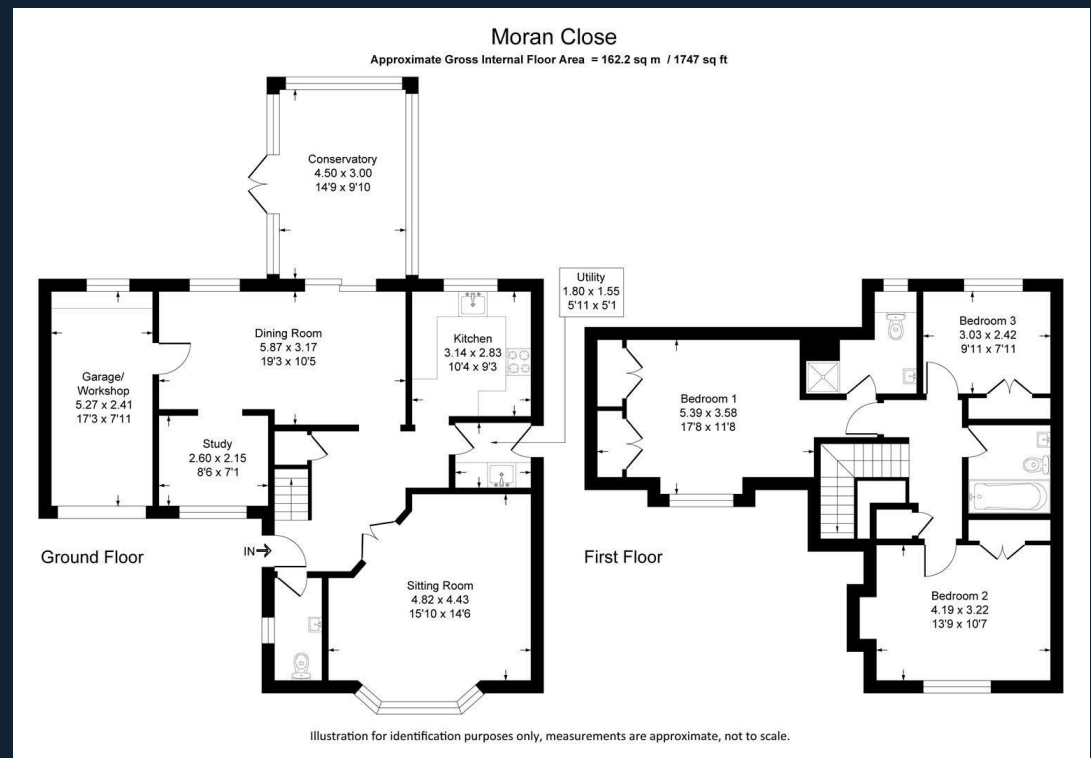 Moran Close
Approximate Gross Internal Floor Area = 162.2 sq m / 1747 sq ft
Conservatory
4.50 x 3.00
14'9 x 9'10
Utility
1.80 x 1.55
5'11 x 5'1
Dining Room
5.87 x 3.17
19'3 x 10'5
Kitchen
3.14 x 2.83
10'4 x 9'3
Garage/
Workshop
5.27 x 2.41
17'3 x 7'11
Study
2.60 x 2.15
8'6 x 7'1
Bedroom 3
3.03 x 2.42
9'11 x 7'11
Bedroom 1
5.39 x 3.58
17'8 x 11'8
Ground Floor
IN
First Floor
Sitting Room
4.82 x 4.43
15'10 x 14'6
Bedroom 2
4.19 x 3.22
13'9 x 10'7
Illustration for identification purposes only, measurements are approximate, not to scale.